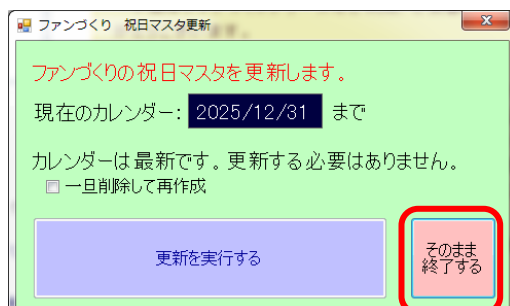 ファンづくり 祝日マスタ更新
ファンづくりの祝日マスタを更新します。
現在のカレンダー: 2025/12/31 まで
カレンダーは最新です。更新する必要はありません。
一旦削除して再作成
更新を実行する
そのまま
終了する